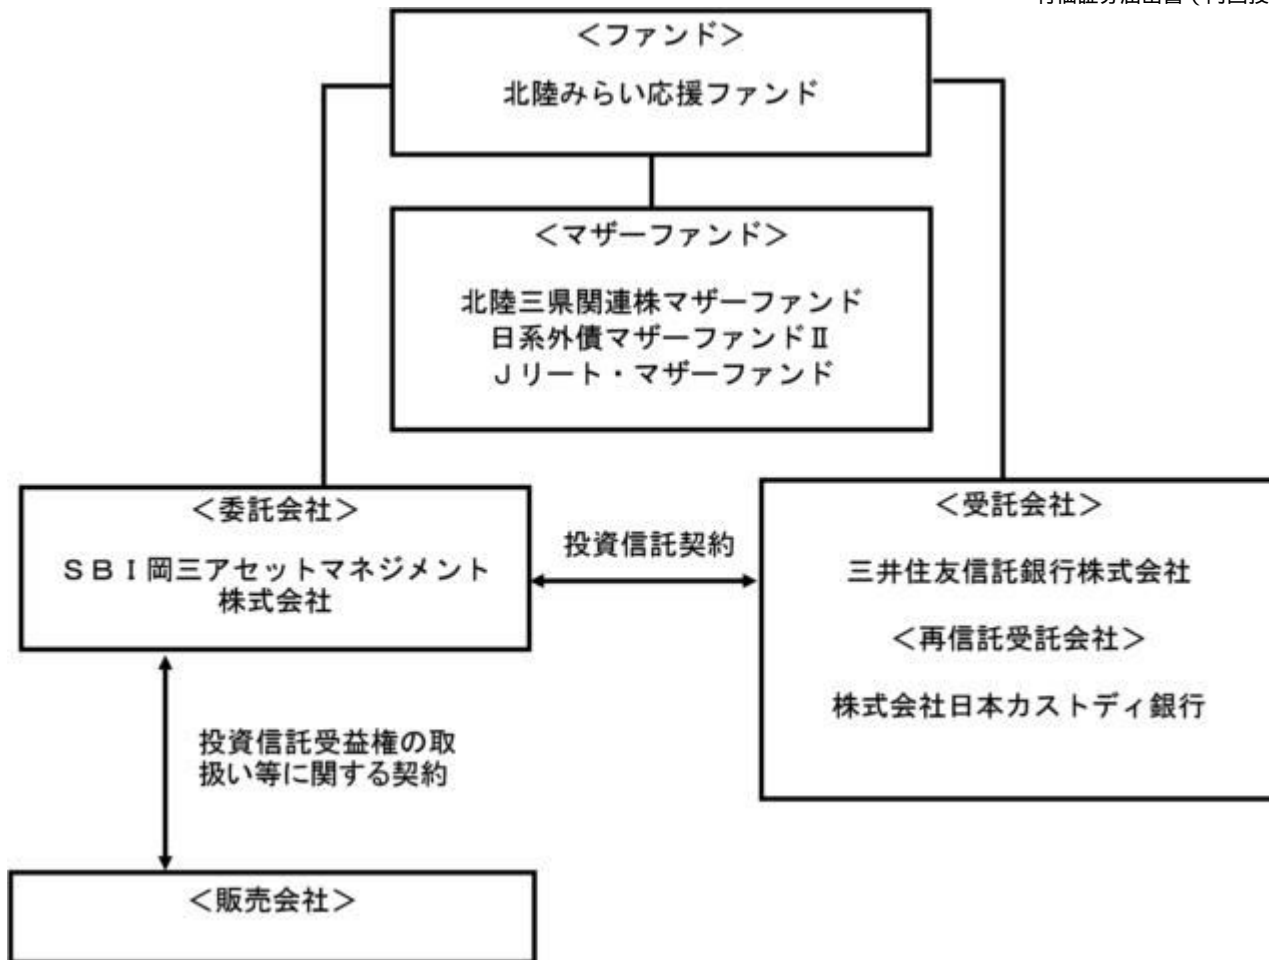 ＜ファンド＞
北陸みらい応援ファンド
＜マザーファンド＞
北陸三県関連株マザーファンド
日系外債マザーファンドⅡ
Ｊリート・マザーファンド
＜委託会社＞
ＳＢＩ岡三アセットマネジメント
株式会社
投資信託契約
＜受託会社＞
三井住友信託銀行株式会社
＜再信託受託会社＞
株式会社日本カストディ銀行
投資信託受益権の取
扱い等に関する契約
＜販売会社＞